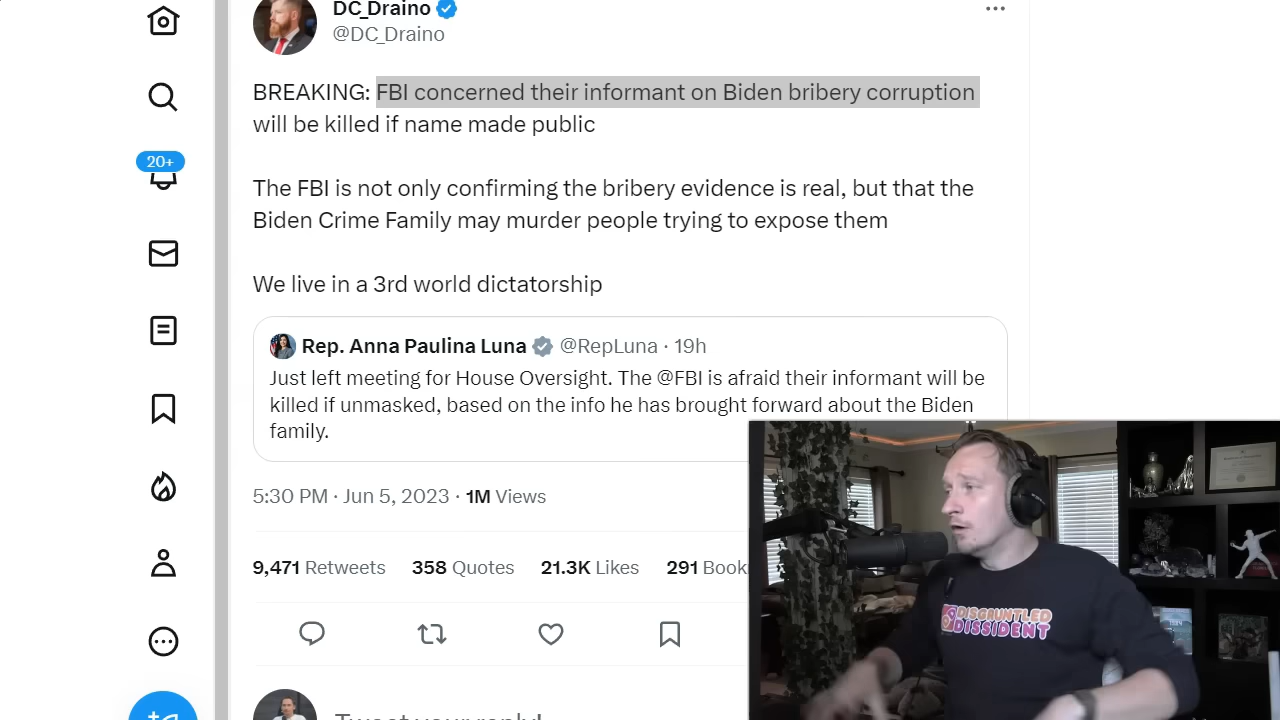 DC_Draino
@DC_Draino
BREAKING: FBI concerned their informant on Biden bribery corruption
will be killed if name made public
20+
The FBI is not only confirming the bribery evidence is real, but that the
Biden Crime Family may murder people trying to expose them
We live in a 3rd world dictatorship
Rep. Anna Paulina Luna @RepLuna · 19h
Just left meeting for House Oversight. The @FBI is afraid their informant will be
killed if unmasked, based on the info he has brought forward about the Biden
family.
5:30 PM · Jun 5, 2023 · 1M Views
9,471 Retweets 358 Quotes 21.3K Likes 291 Book
DISGRUNTLED
DISSIDENT
Tweet your reply!